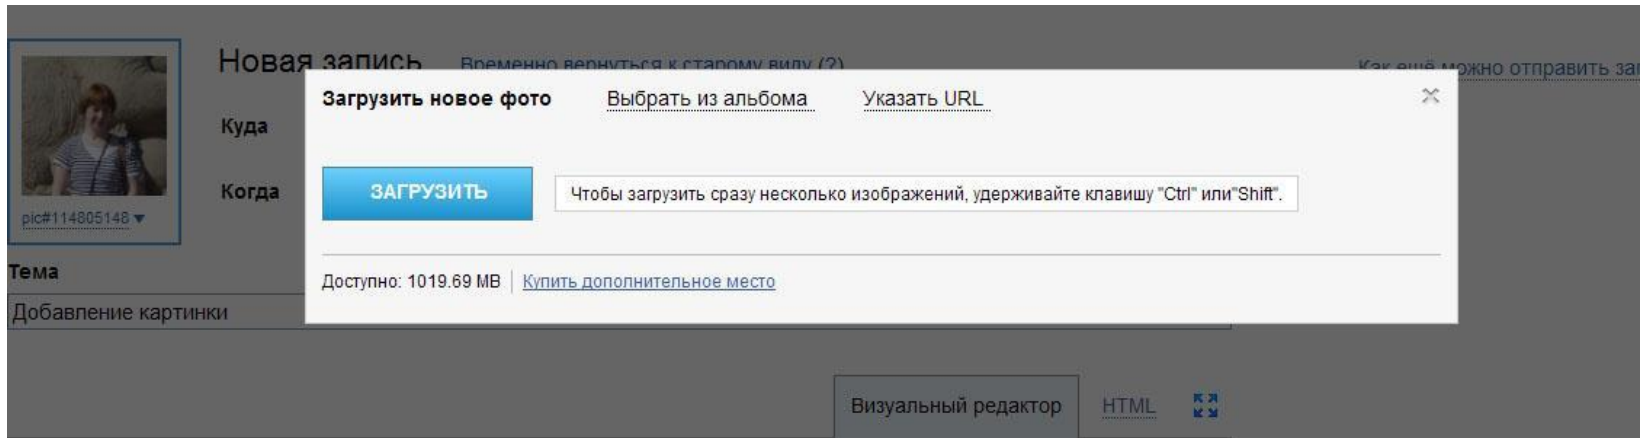 Новая запись Временно вернуться к старому виду (?)
Как ещё можно отправить
Загрузить новое фото Выбрать из альбома Указать URL
Куда
ЗАГРУЗИТЬ Чтобы загрузить сразу несколько изображений, удерживайте клавишу "Ctrl" или"Shift".
Когда
pic#114805148
Тема
Доступно: 1019.69 MB Купить дополнительное место
Добавление картинки
Визуальный редактор HTML